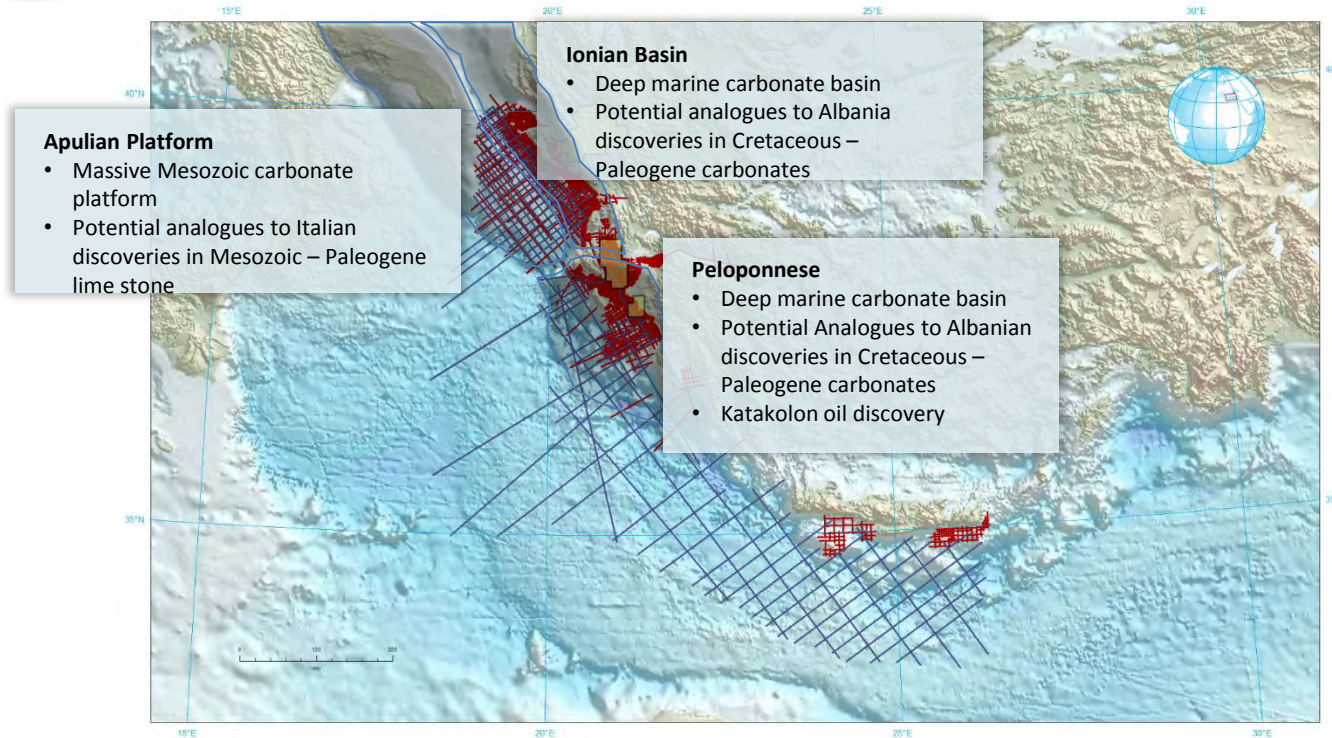 15°E
20°E
25°E
30°E
40°N
Ionian Basin
• Deep marine carbonate basin
• Potential analogues to Albania
discoveries in Cretaceous –
Paleogene carbonates
Apulian Platform
• Massive Mesozoic carbonate
platform
• Potential analogues to Italian
discoveries in Mesozoic – Paleogene
lime stone
Peloponnese
• Deep marine carbonate basin
• Potential Analogues to Albanian
discoveries in Cretaceous –
Paleogene carbonates
• Katakolon oil discovery
35°N
0 100 200
15°E
20°E
25°E
30°E